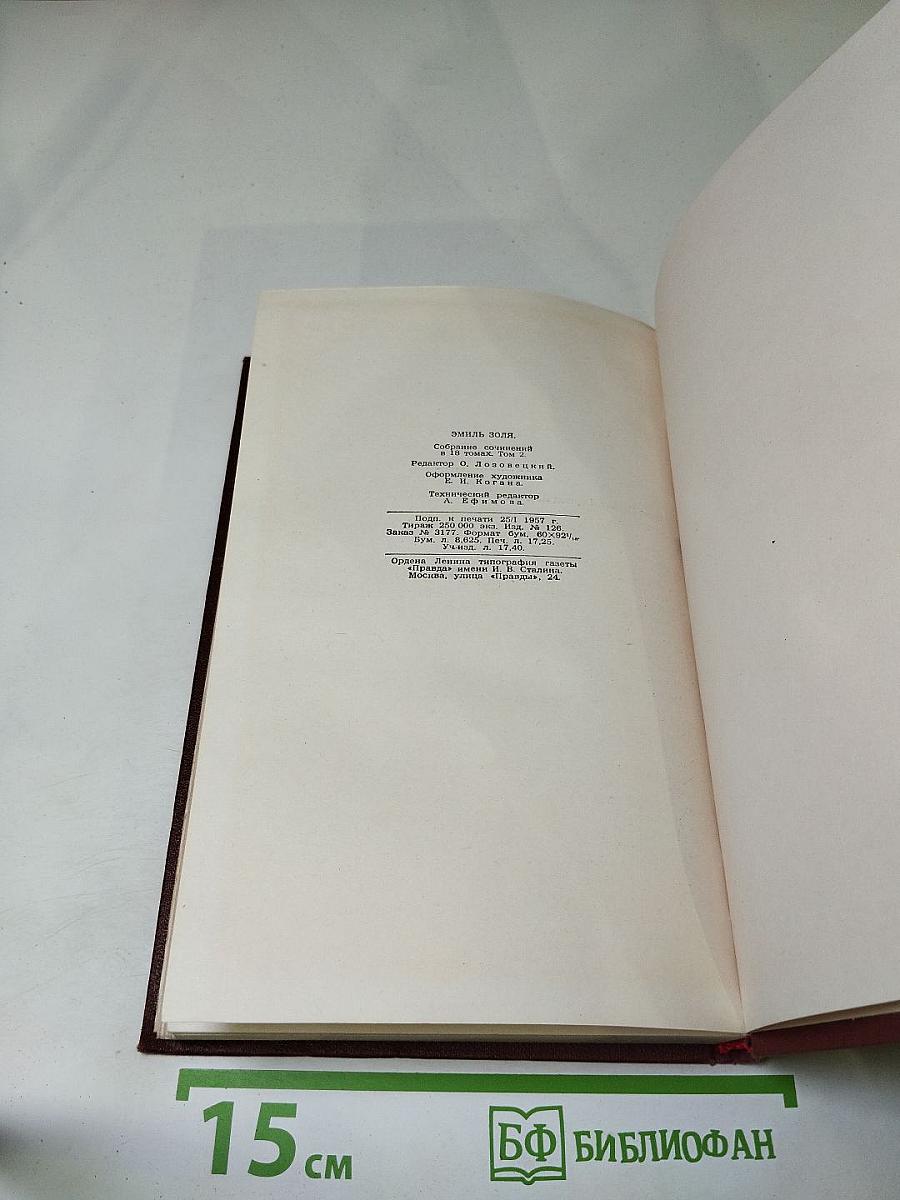 ЭМИЛЬ ЗОЛЯ.
Собрание сочинений
в 18 томах. Том 2.
Редактор О. Лозовецкий.
Оформление художника
Е. И. Когана.
Технический редактор
А. Ефимова.
Подп. к печати 25/I 1957 г.
Тираж 250 000 экз. Изд. № 126.
Заказ № 3177. Формат бум. 60×92¹/₁₆.
Бум. л. 8,625. Печ. л. 17,25.
Уч-изд. л. 17,40.
Ордена Ленина типография газеты
«Правда» имени И. В. Сталина.
Москва, улица «Правды», 24.
15 см
БФ БИБЛИОФАН